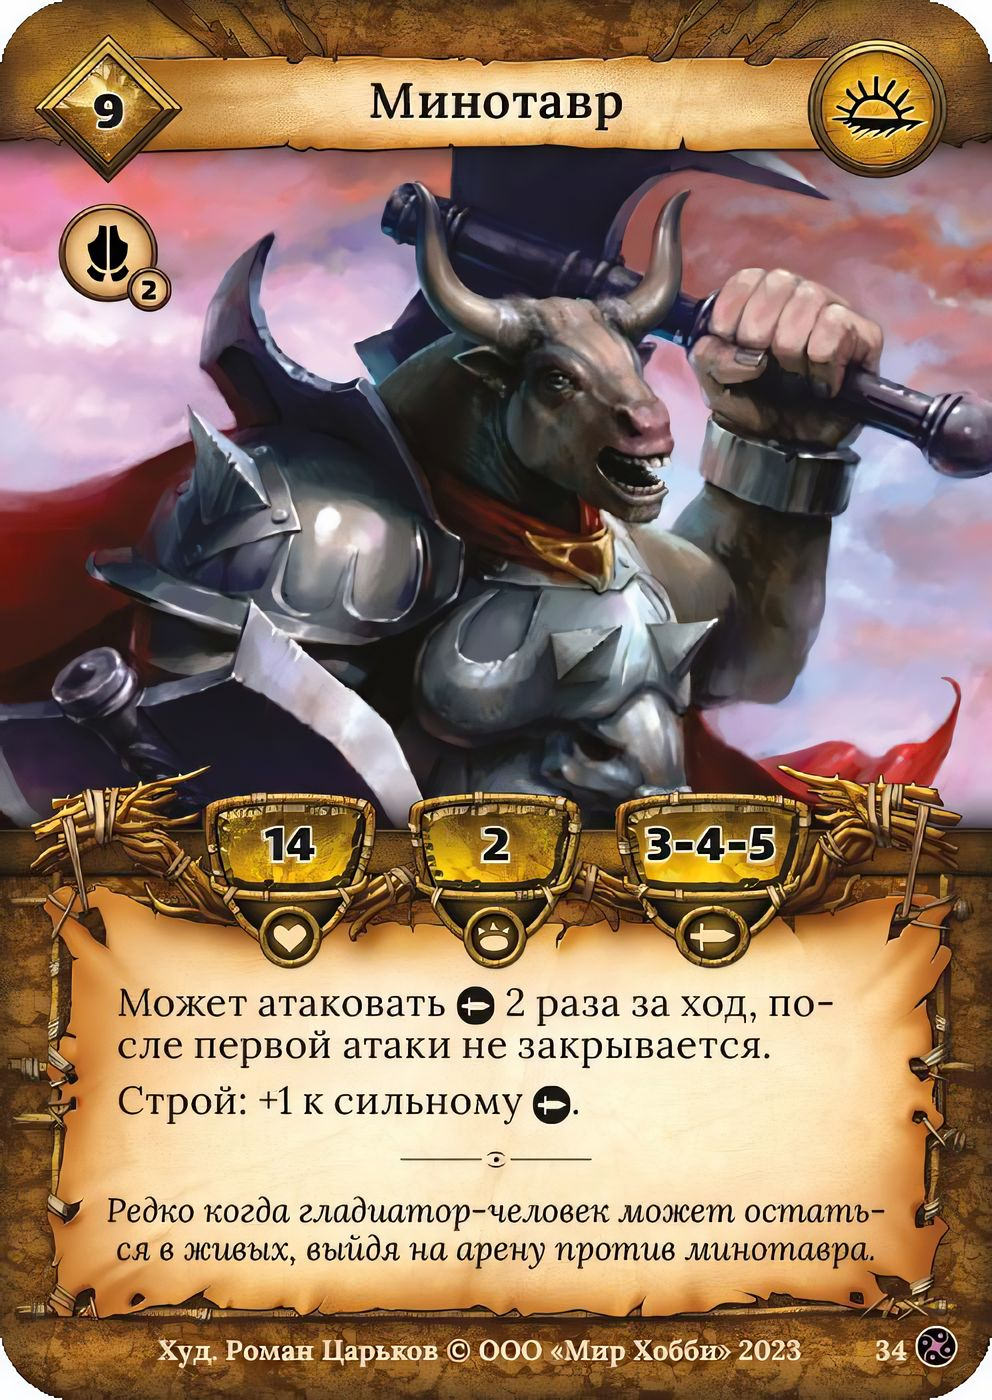 9
Минотавр
2
14
2
3-4-5
Может атаковать 2 раза за ход, по-
сле первой атаки не закрывается.
Строй: +1 к сильному .
Редко когда гладиатор-человек может остать-
ся в живых, выйдя на арену против минотавра.
Худ. Роман Царьков © ООО «Мир Хобби» 2023
34